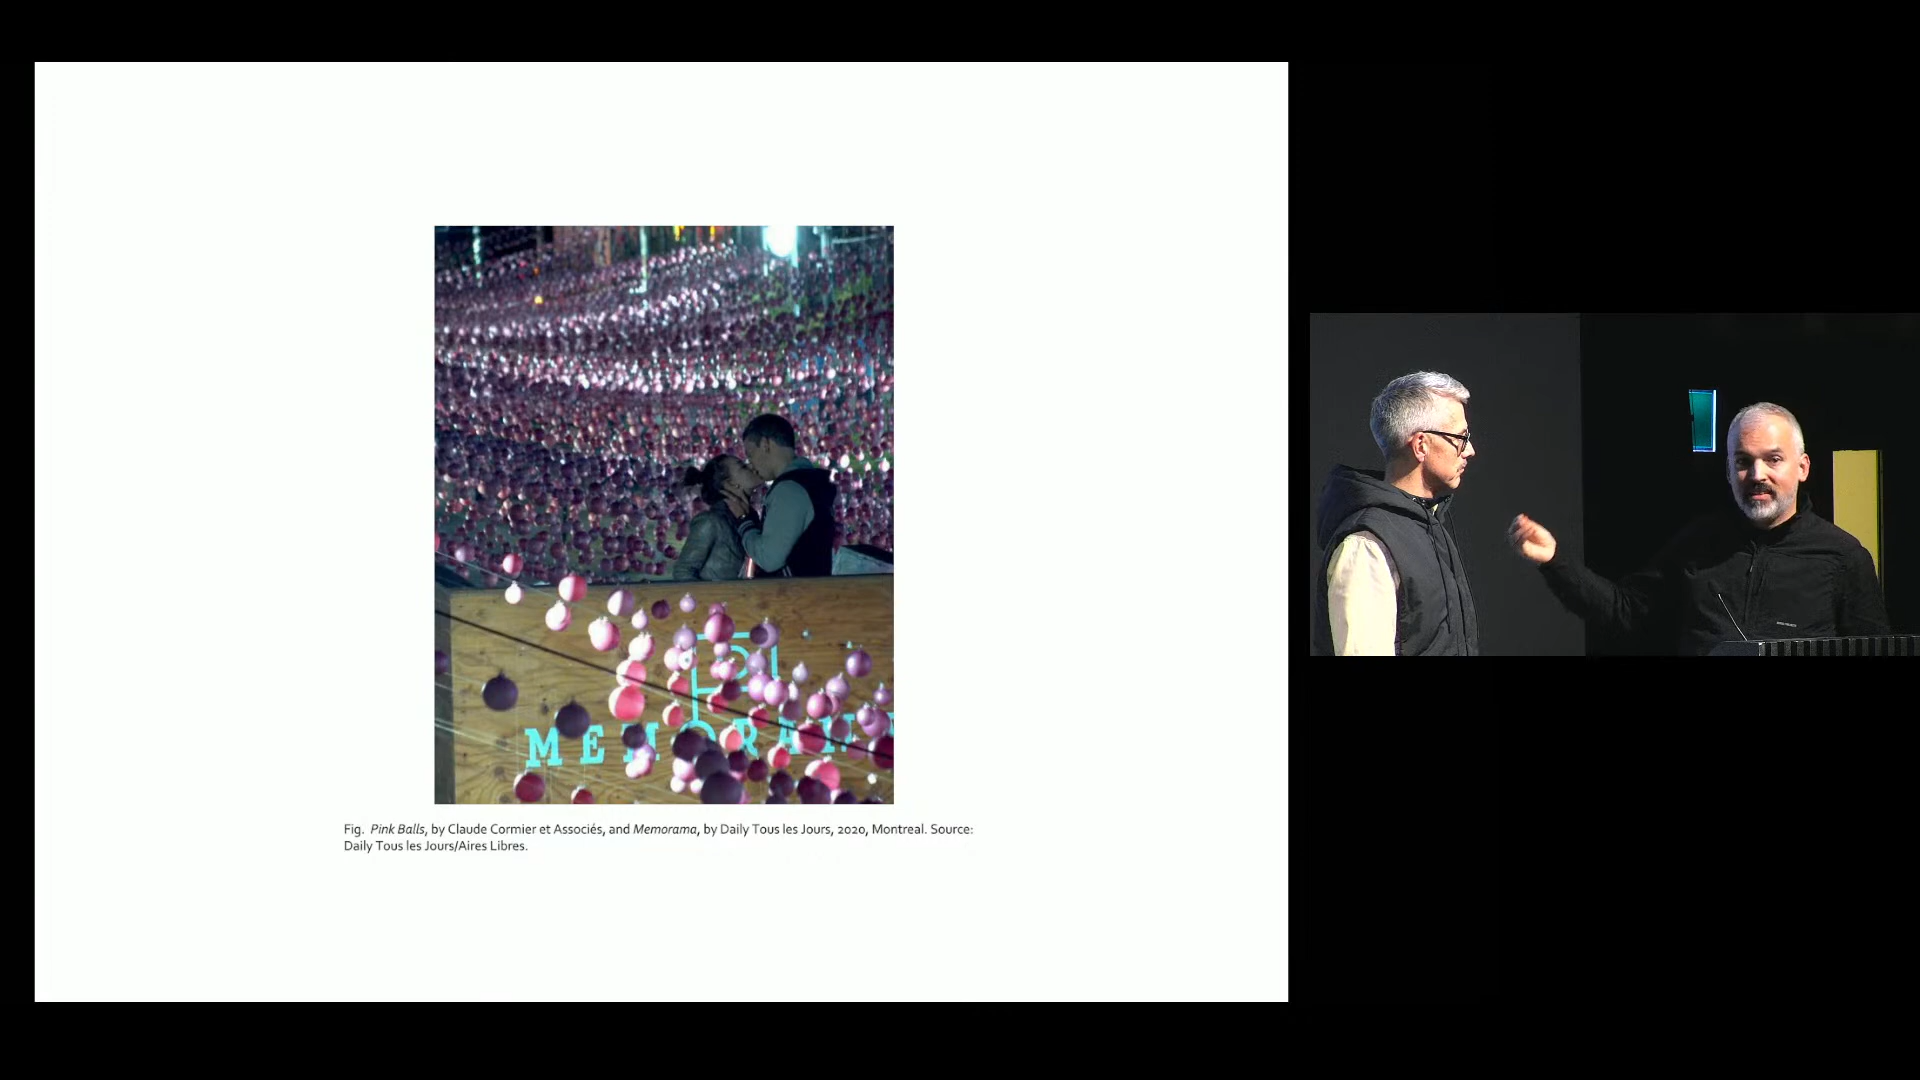 MEMORAMA
Fig. Pink Balls, by Claude Cormier et Associés, and Memorama, by Daily Tous les Jours, 2020, Montreal. Source:
Daily Tous les Jours/Aires Libres.